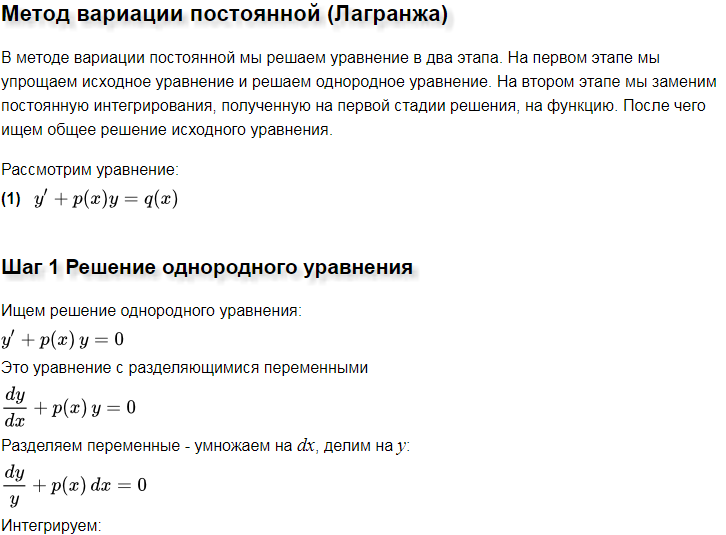 Метод вариации постоянной (Лагранжа)
В методе вариации постоянной мы решаем уравнение в два этапа. На первом этапе мы
упрощаем исходное уравнение и решаем однородное уравнение. На втором этапе мы заменим
постоянную интегрирования, полученную на первой стадии решения, на функцию. После чего
ищем общее решение исходного уравнения.
Рассмотрим уравнение:
(1) y′ + p(x)y = q(x)
Шаг 1 Решение однородного уравнения
Ищем решение однородного уравнения:
y′ + p(x) y = 0
Это уравнение с разделяющимися переменными
dy/dx + p(x) y = 0
Разделяем переменные - умножаем на dx, делим на y:
dy/y + p(x) dx = 0
Интегрируем: